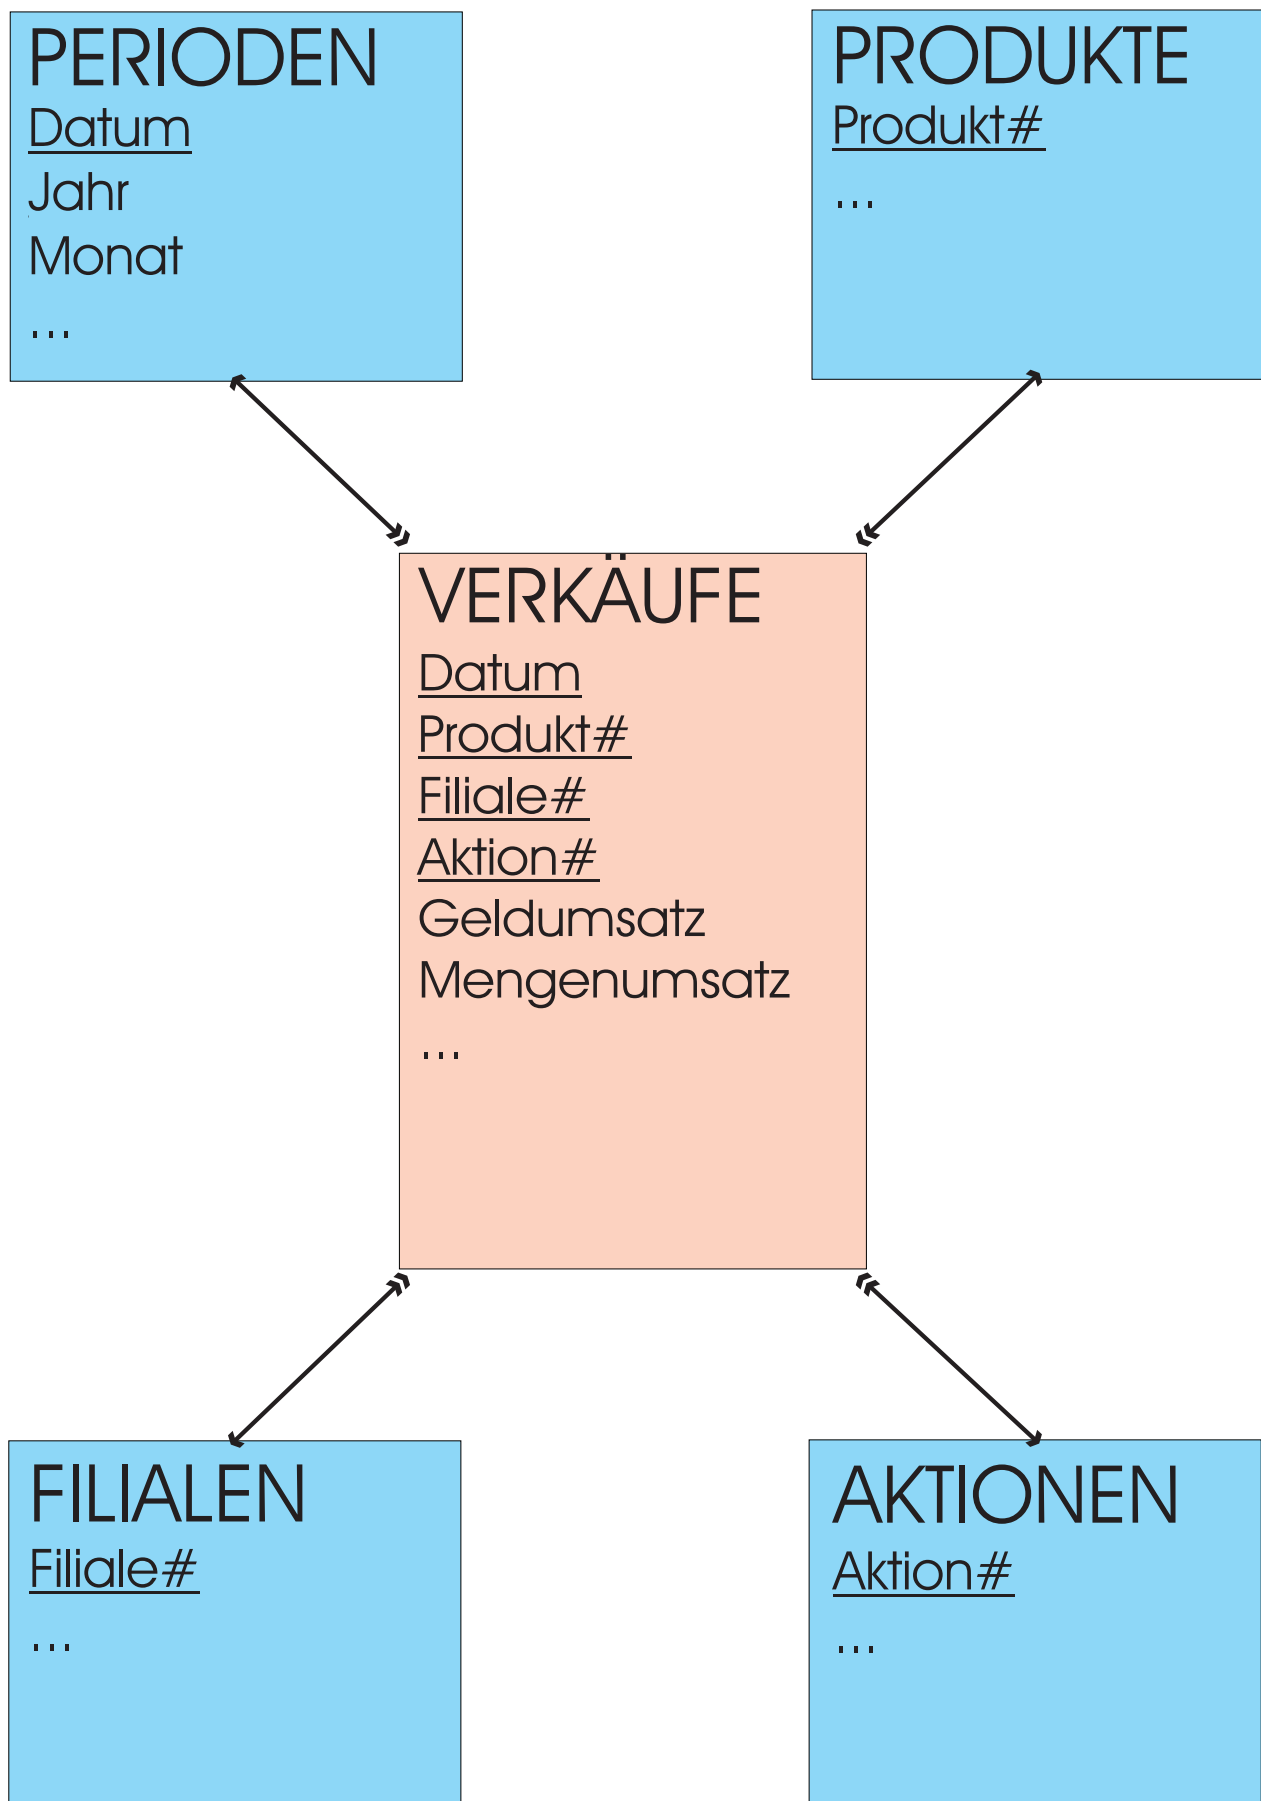 PERIODEN
Datum
Jahr
Monat
...
PRODUKTE
Produkt#
...
VERKÄUFE
Datum
Produkt#
Filiale#
Aktion#
Geldumsatz
Mengenumsatz
...
FILIALEN
Filiale#
...
AKTIONEN
Aktion#
...